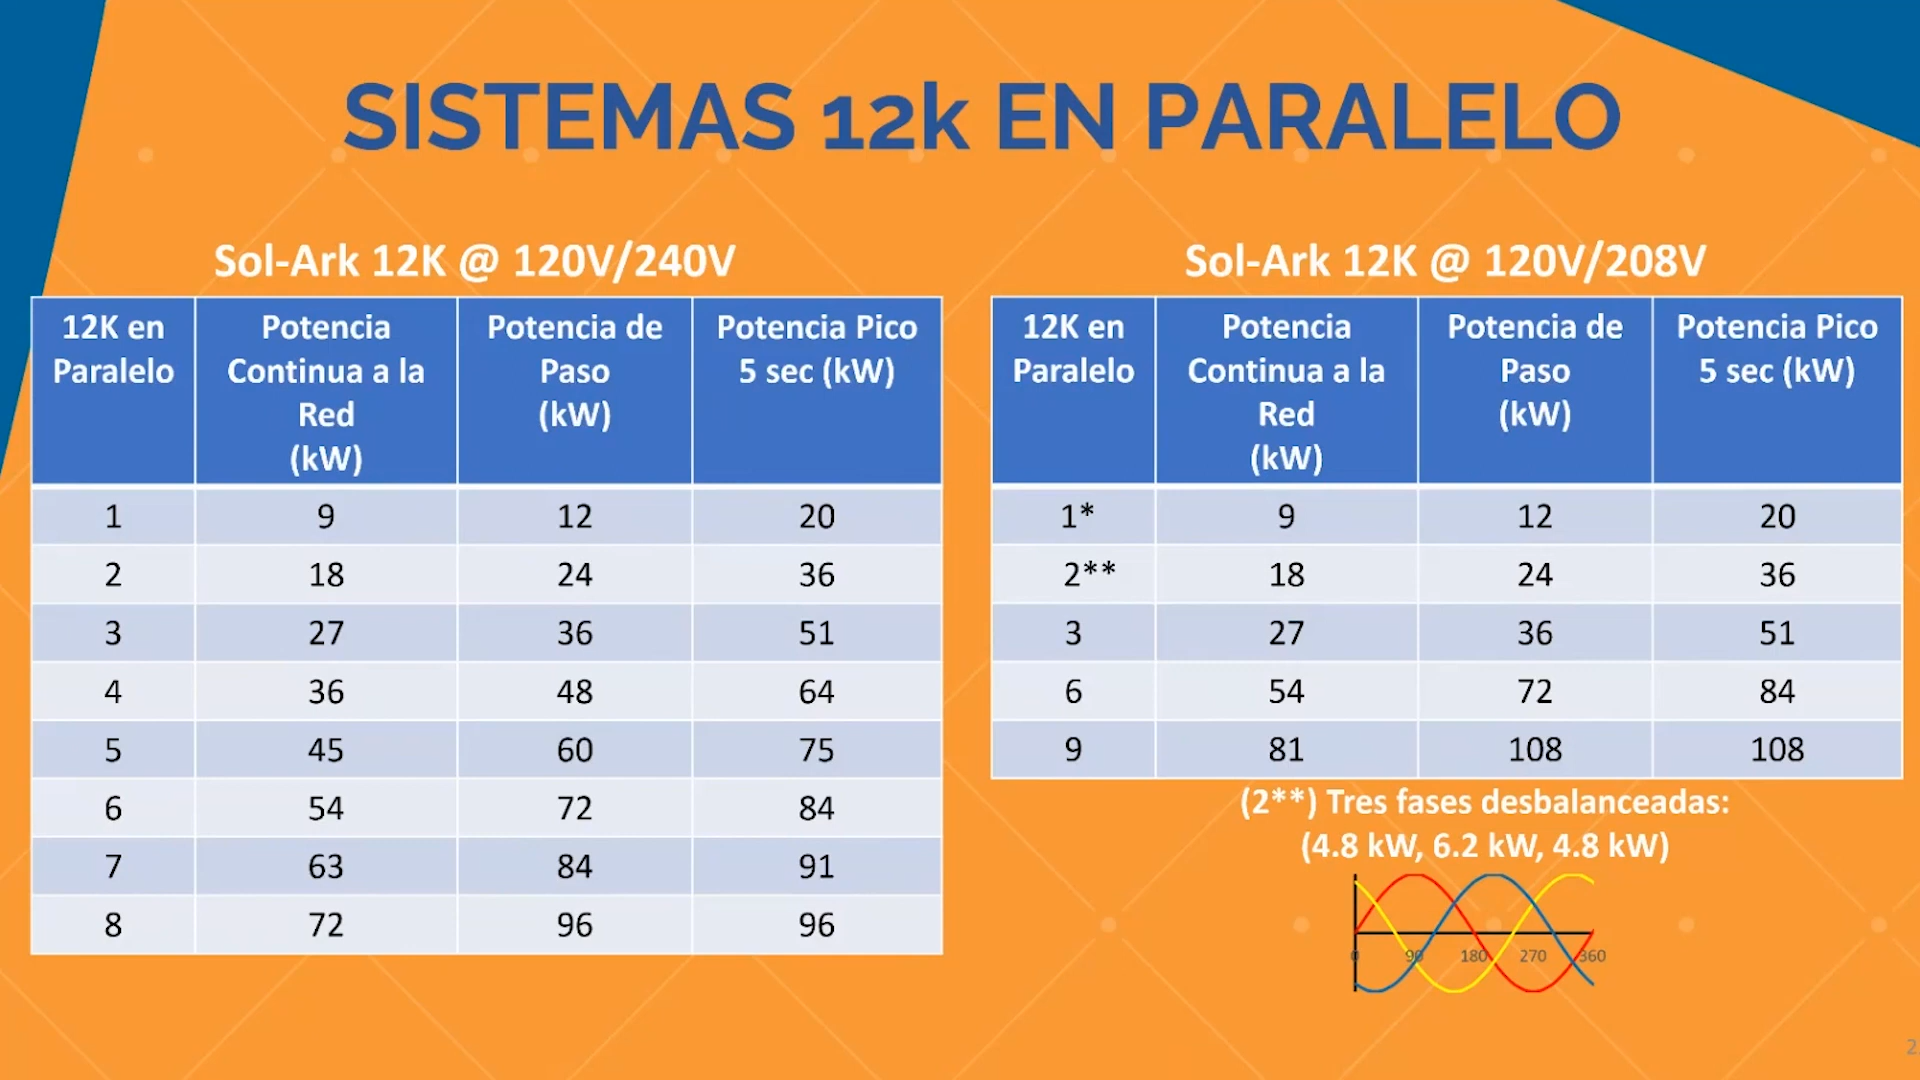 SISTEMAS 12k EN PARALELO
Sol-Ark 12K @ 120V/240V
12K en Paralelo | Potencia Continua a la Red (kW) | Potencia de Paso (kW) | Potencia Pico 5 sec (kW)
1 | 9 | 12 | 20
2 | 18 | 24 | 36
3 | 27 | 36 | 51
4 | 36 | 48 | 64
5 | 45 | 60 | 75
6 | 54 | 72 | 84
7 | 63 | 84 | 91
8 | 72 | 96 | 96
Sol-Ark 12K @ 120V/208V
12K en Paralelo | Potencia Continua a la Red (kW) | Potencia de Paso (kW) | Potencia Pico 5 sec (kW)
1* | 9 | 12 | 20
2** | 18 | 24 | 36
3 | 27 | 36 | 51
6 | 54 | 72 | 84
9 | 81 | 108 | 108
(2**) Tres fases desbalanceadas:
(4.8 kW, 6.2 kW, 4.8 kW)
0 90 180 270 360